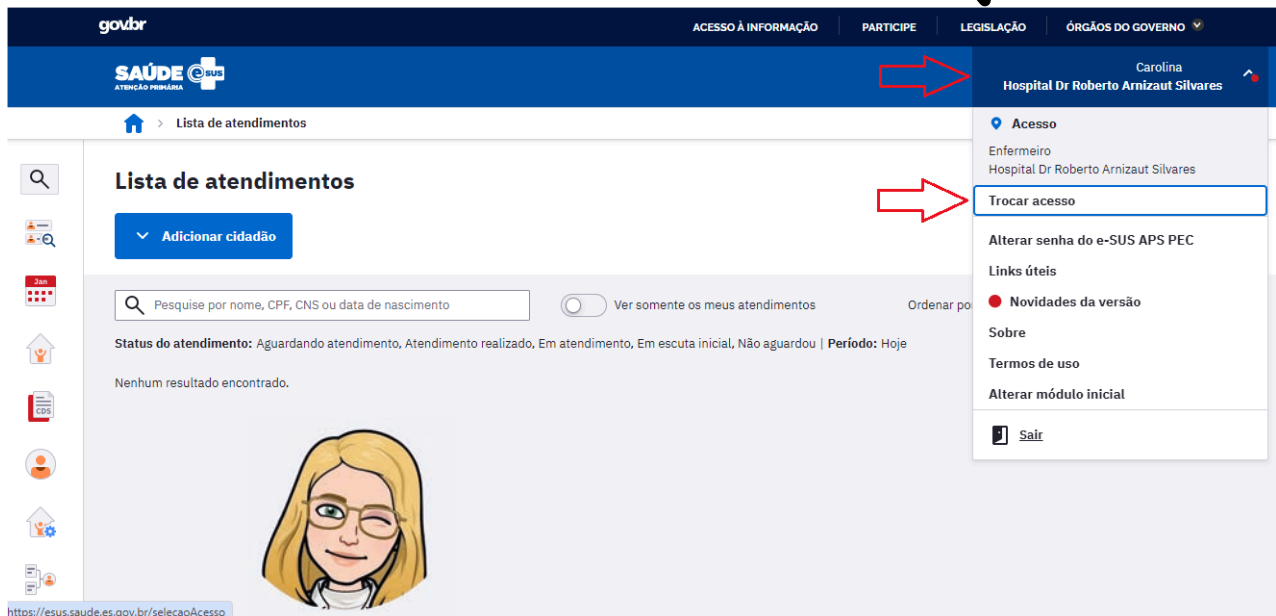 gov.br
ACESSO À INFORMAÇÃO
PARTICIPE
LEGISLAÇÃO
ÓRGÃOS DO GOVERNO
SAÚDE
ATENÇÃO PRIMÁRIA
e-SUS
Carolina
Hospital Dr Roberto Arnizaut Silvares
Lista de atendimentos
Acesso
Enfermeiro
Hospital Dr Roberto Arnizaut Silvares
Trocar acesso
Alterar senha do e-SUS APS PEC
Links úteis
Novidades da versão
Sobre
Termos de uso
Alterar módulo inicial
Sair
Lista de atendimentos
Adicionar cidadão
Pesquise por nome, CPF, CNS ou data de nascimento
Ver somente os meus atendimentos
Ordenar po
Status do atendimento: Aguardando atendimento, Atendimento realizado, Em atendimento, Em escuta inicial, Não aguardou | Período: Hoje
Nenhum resultado encontrado.
Jan
CDS
https://esus.saude.es.gov.br/selecaoAcesso